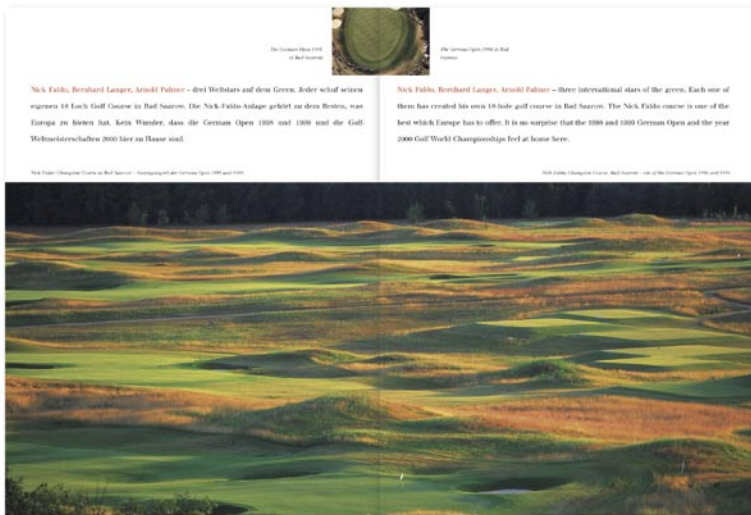 The German Open 1998
in Bad Saarow
Nick Faldo, Bernhard Langer, Arnold Palmer – drei Weltstars auf dem Green. Jeder schuf seinen
eigenen 18 Loch Golf Course in Bad Saarow. Die Nick-Faldo-Anlage gehört zu dem Besten, was
Europa zu bieten hat. Kein Wunder, dass die German Open 1998 und 1999 und die Golf-
Weltmeisterschaften 2000 hier zu Hause sind.
Nick Faldo Champion Course in Bad Saarow – Austragungsort der German Open 1998 und 1999.
The German Open 1998 in Bad
Saarow
Nick Faldo, Bernhard Langer, Arnold Palmer – three international stars of the green. Each one of
them has created his own 18-hole golf course in Bad Saarow. The Nick Faldo course is one of the
best which Europe has to offer. It is no surprise that the 1998 and 1999 German Open and the year
2000 Golf World Championships feel at home here.
Nick Faldo Champion Course, Bad Saarow – site of the German Open 1998 and 1999.